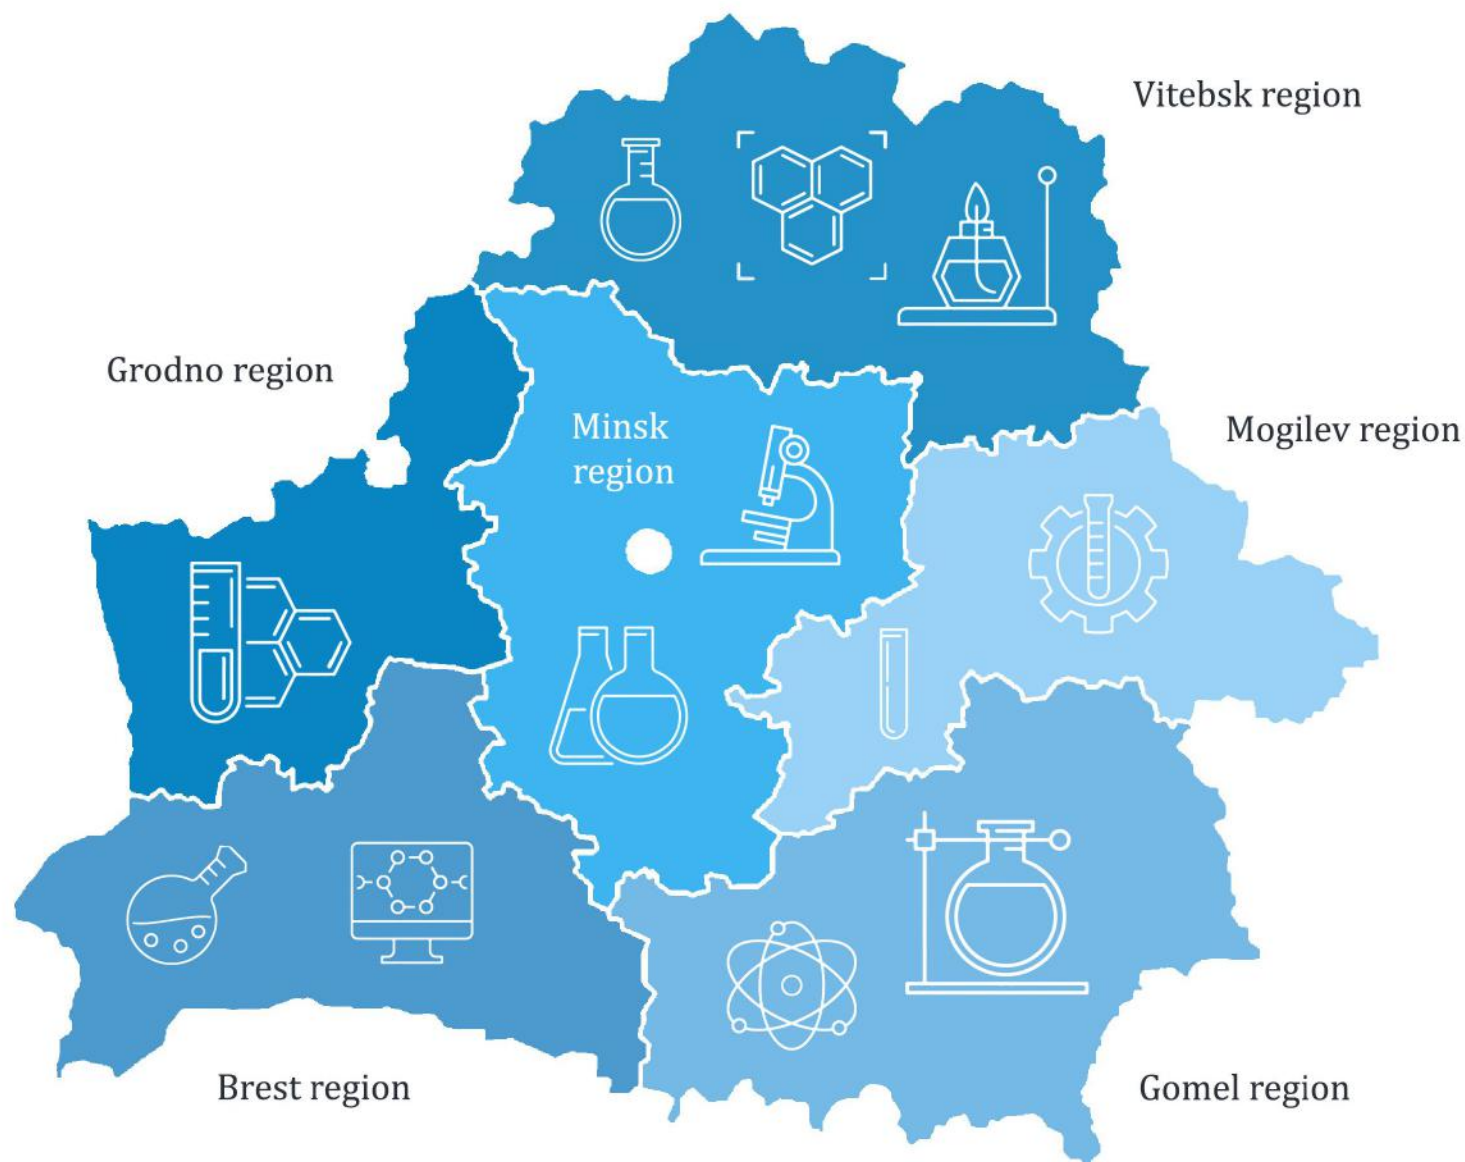 Vitebsk region
Grodno region
Minsk
region
Mogilev region
Brest region
Gomel region